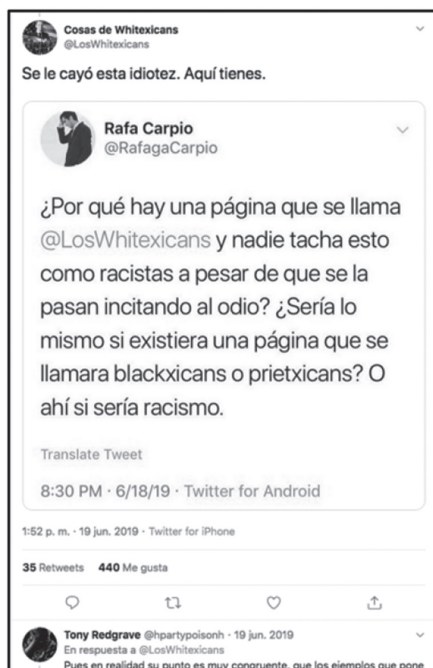 Cosas de Whitexicans
@LosWhitexicans
Se le cayó esta idiotez. Aquí tienes.
Rafa Carpio
@RafagaCarpio
¿Por qué hay una página que se llama
@LosWhitexicans y nadie tacha esto
como racistas a pesar de que se la
pasan incitando al odio? ¿Sería lo
mismo si existiera una página que se
llamara blackxicans o prietxicans? O
ahí si sería racismo.
Translate Tweet
8:30 PM · 6/18/19 · Twitter for Android
1:52 p. m. · 19 jun. 2019 · Twitter for iPhone
35 Retweets 440 Me gusta
Tony Redgrave @hpartypoisonh · 19 jun. 2019
En respuesta a @LosWhitexicans
Pues en realidad su punto es muy congruente, que los ejemplos que pone